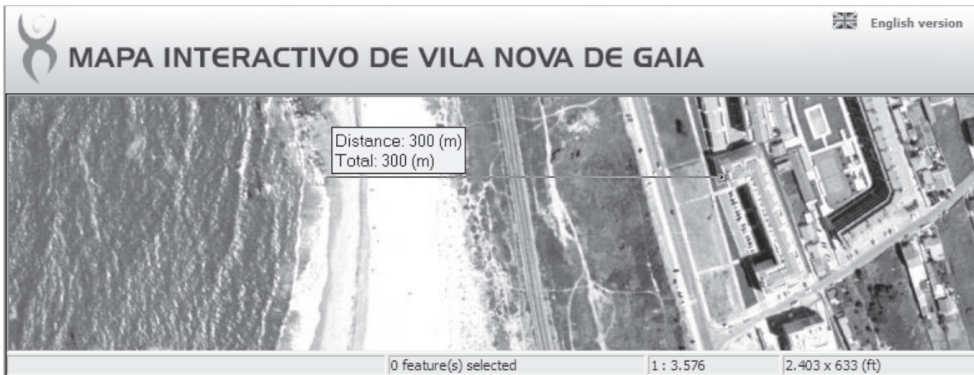 English version
MAPA INTERACTIVO DE VILA NOVA DE GAIA
Distance: 300 (m)
Total: 300 (m)
0 feature(s) selected
1 : 3.576
2.403 x 633 (ft)